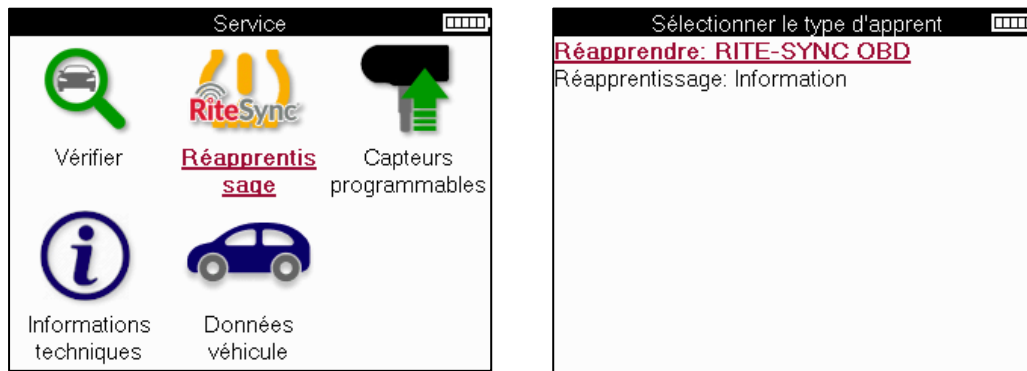 Service
RiteSync
Vérifier
Réapprentis
sage
Capteurs
programmables
Informations
techniques
Données
véhicule
Sélectionner le type d'apprent
Réapprendre: RITE-SYNC OBD
Réapprentissage: Information